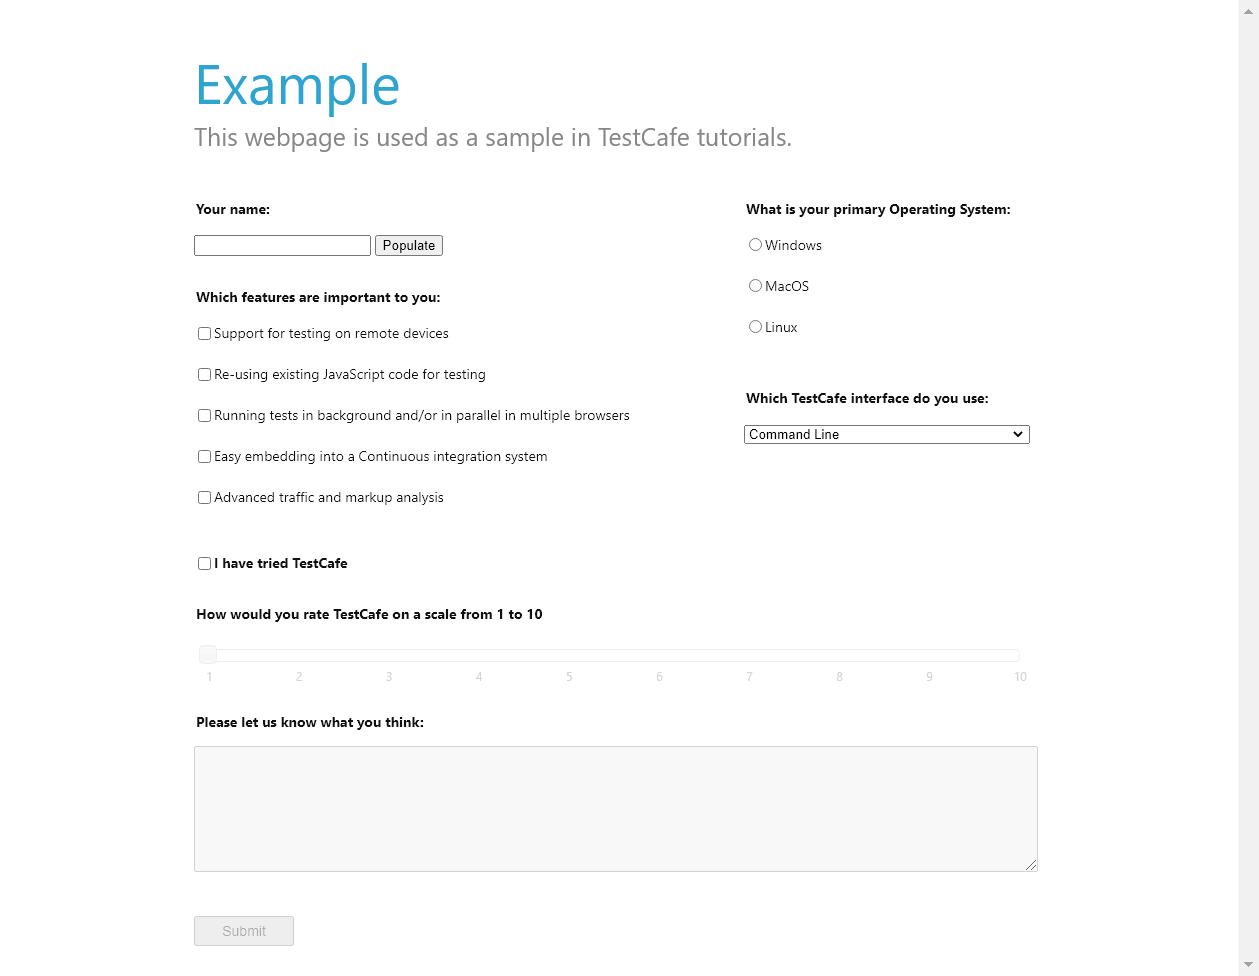 Example
This webpage is used as a sample in TestCafe tutorials.
Your name:
Populate
Which features are important to you:
Support for testing on remote devices
Re-using existing JavaScript code for testing
Running tests in background and/or in parallel in multiple browsers
Easy embedding into a Continuous integration system
Advanced traffic and markup analysis
What is your primary Operating System:
Windows
MacOS
Linux
Which TestCafe interface do you use:
Command Line
I have tried TestCafe
How would you rate TestCafe on a scale from 1 to 10
1 2 3 4 5 6 7 8 9 10
Please let us know what you think:
Submit